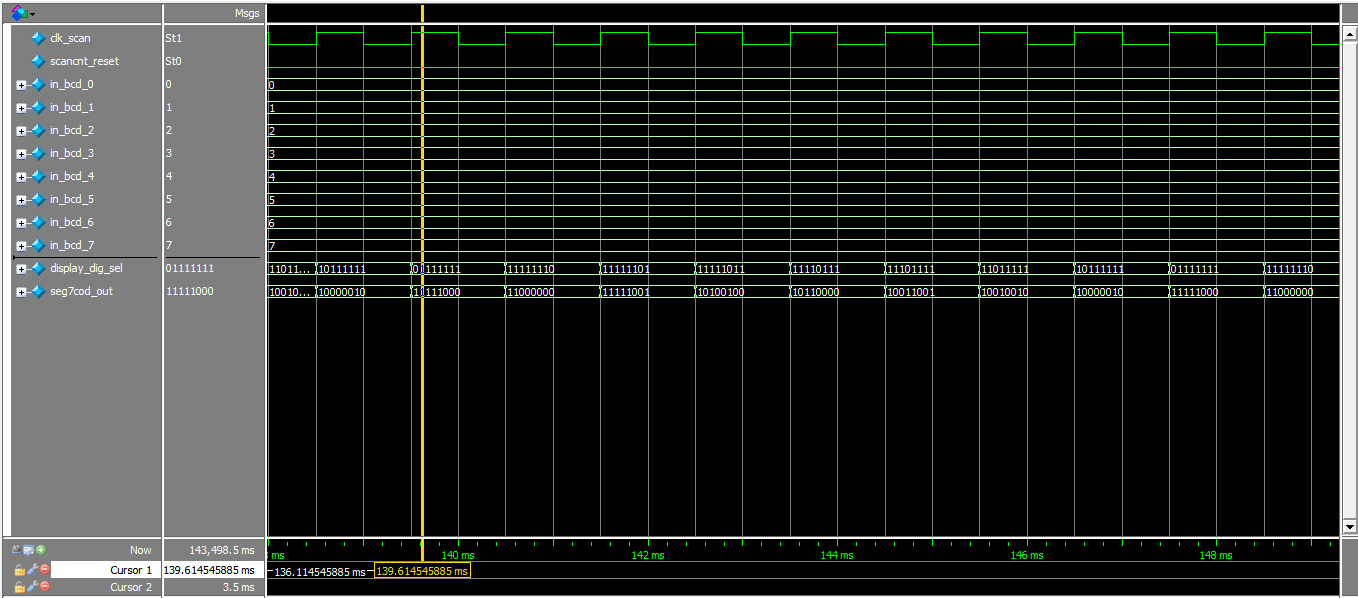 Msgs
clk_scan St1
scancnt_reset St0
in_bcd_0 0 0
in_bcd_1 1 1
in_bcd_2 2 2
in_bcd_3 3 3
in_bcd_4 4 4
in_bcd_5 5 5
in_bcd_6 6 6
in_bcd_7 7 7
display_dig_sel 01111111 11011... 10111111 01111111 11111110 11111101 11111011 11110111 11101111 11011111 10111111 01111111 11111110
seg7cod_out 11111000 10010... 10000010 11111000 11000000 11111001 10100100 10110000 10011001 10010010 10000010 11111000 11000000
Now 143,498.5 ms ms 140 ms 142 ms 144 ms 146 ms 148 ms
Cursor 1 139.614545885 ms 136.114545885 ms 139.614545885 ms
Cursor 2 3.5 ms